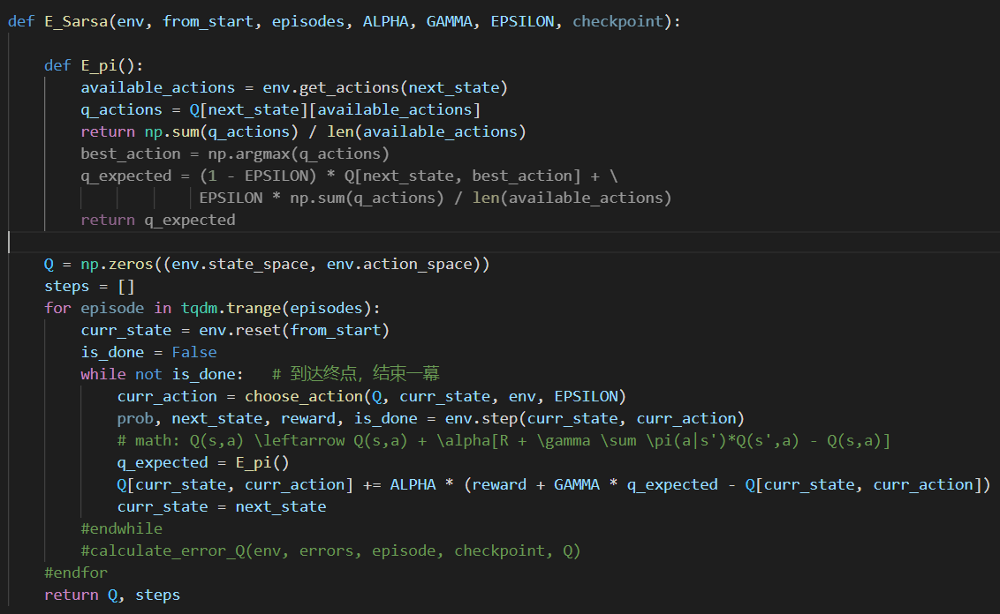 def E_Sarsa(env, from_start, episodes, ALPHA, GAMMA, EPSILON, checkpoint):
def E_pi():
available_actions = env.get_actions(next_state)
q_actions = Q[next_state][available_actions]
return np.sum(q_actions) / len(available_actions)
best_action = np.argmax(q_actions)
q_expected = (1 - EPSILON) * Q[next_state, best_action] + \
EPSILON * np.sum(q_actions) / len(available_actions)
return q_expected
Q = np.zeros((env.state_space, env.action_space))
steps = []
for episode in tqdm.trange(episodes):
curr_state = env.reset(from_start)
is_done = False
while not is_done:   # 到达终点，结束一幕
curr_action = choose_action(Q, curr_state, env, EPSILON)
prob, next_state, reward, is_done = env.step(curr_state, curr_action)
# math: Q(s,a) \leftarrow Q(s,a) + \alpha[R + \gamma \sum \pi(a|s')*Q(s',a) - Q(s,a)]
q_expected = E_pi()
Q[curr_state, curr_action] += ALPHA * (reward + GAMMA * q_expected - Q[curr_state, curr_action])
curr_state = next_state
#endwhile
#calculate_error_Q(env, errors, episode, checkpoint, Q)
#endfor
return Q, steps